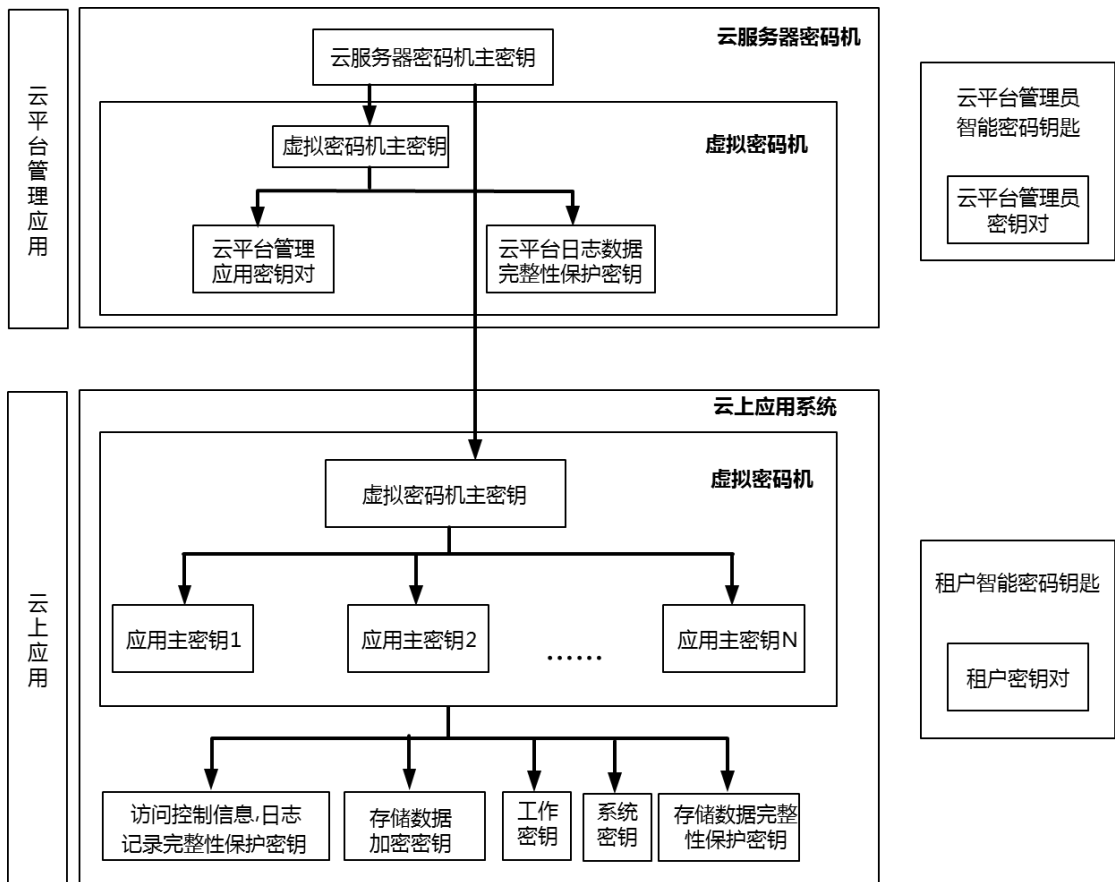 云平台管理应用
云服务器密码机
云服务器密码机主密钥
虚拟密码机
虚拟密码机主密钥
云平台管理
应用密钥对
云平台日志数据
完整性保护密钥
云平台管理员
智能密码钥匙
云平台管理员
密钥对
云上应用
云上应用系统
虚拟密码机主密钥
虚拟密码机
应用主密钥1
应用主密钥2
······
应用主密钥N
访问控制信息,日志
记录完整性保护密钥
存储数据
加密密钥
工作
密钥
系统
密钥
存储数据完整
性保护密钥
租户智能密码钥匙
租户密钥对